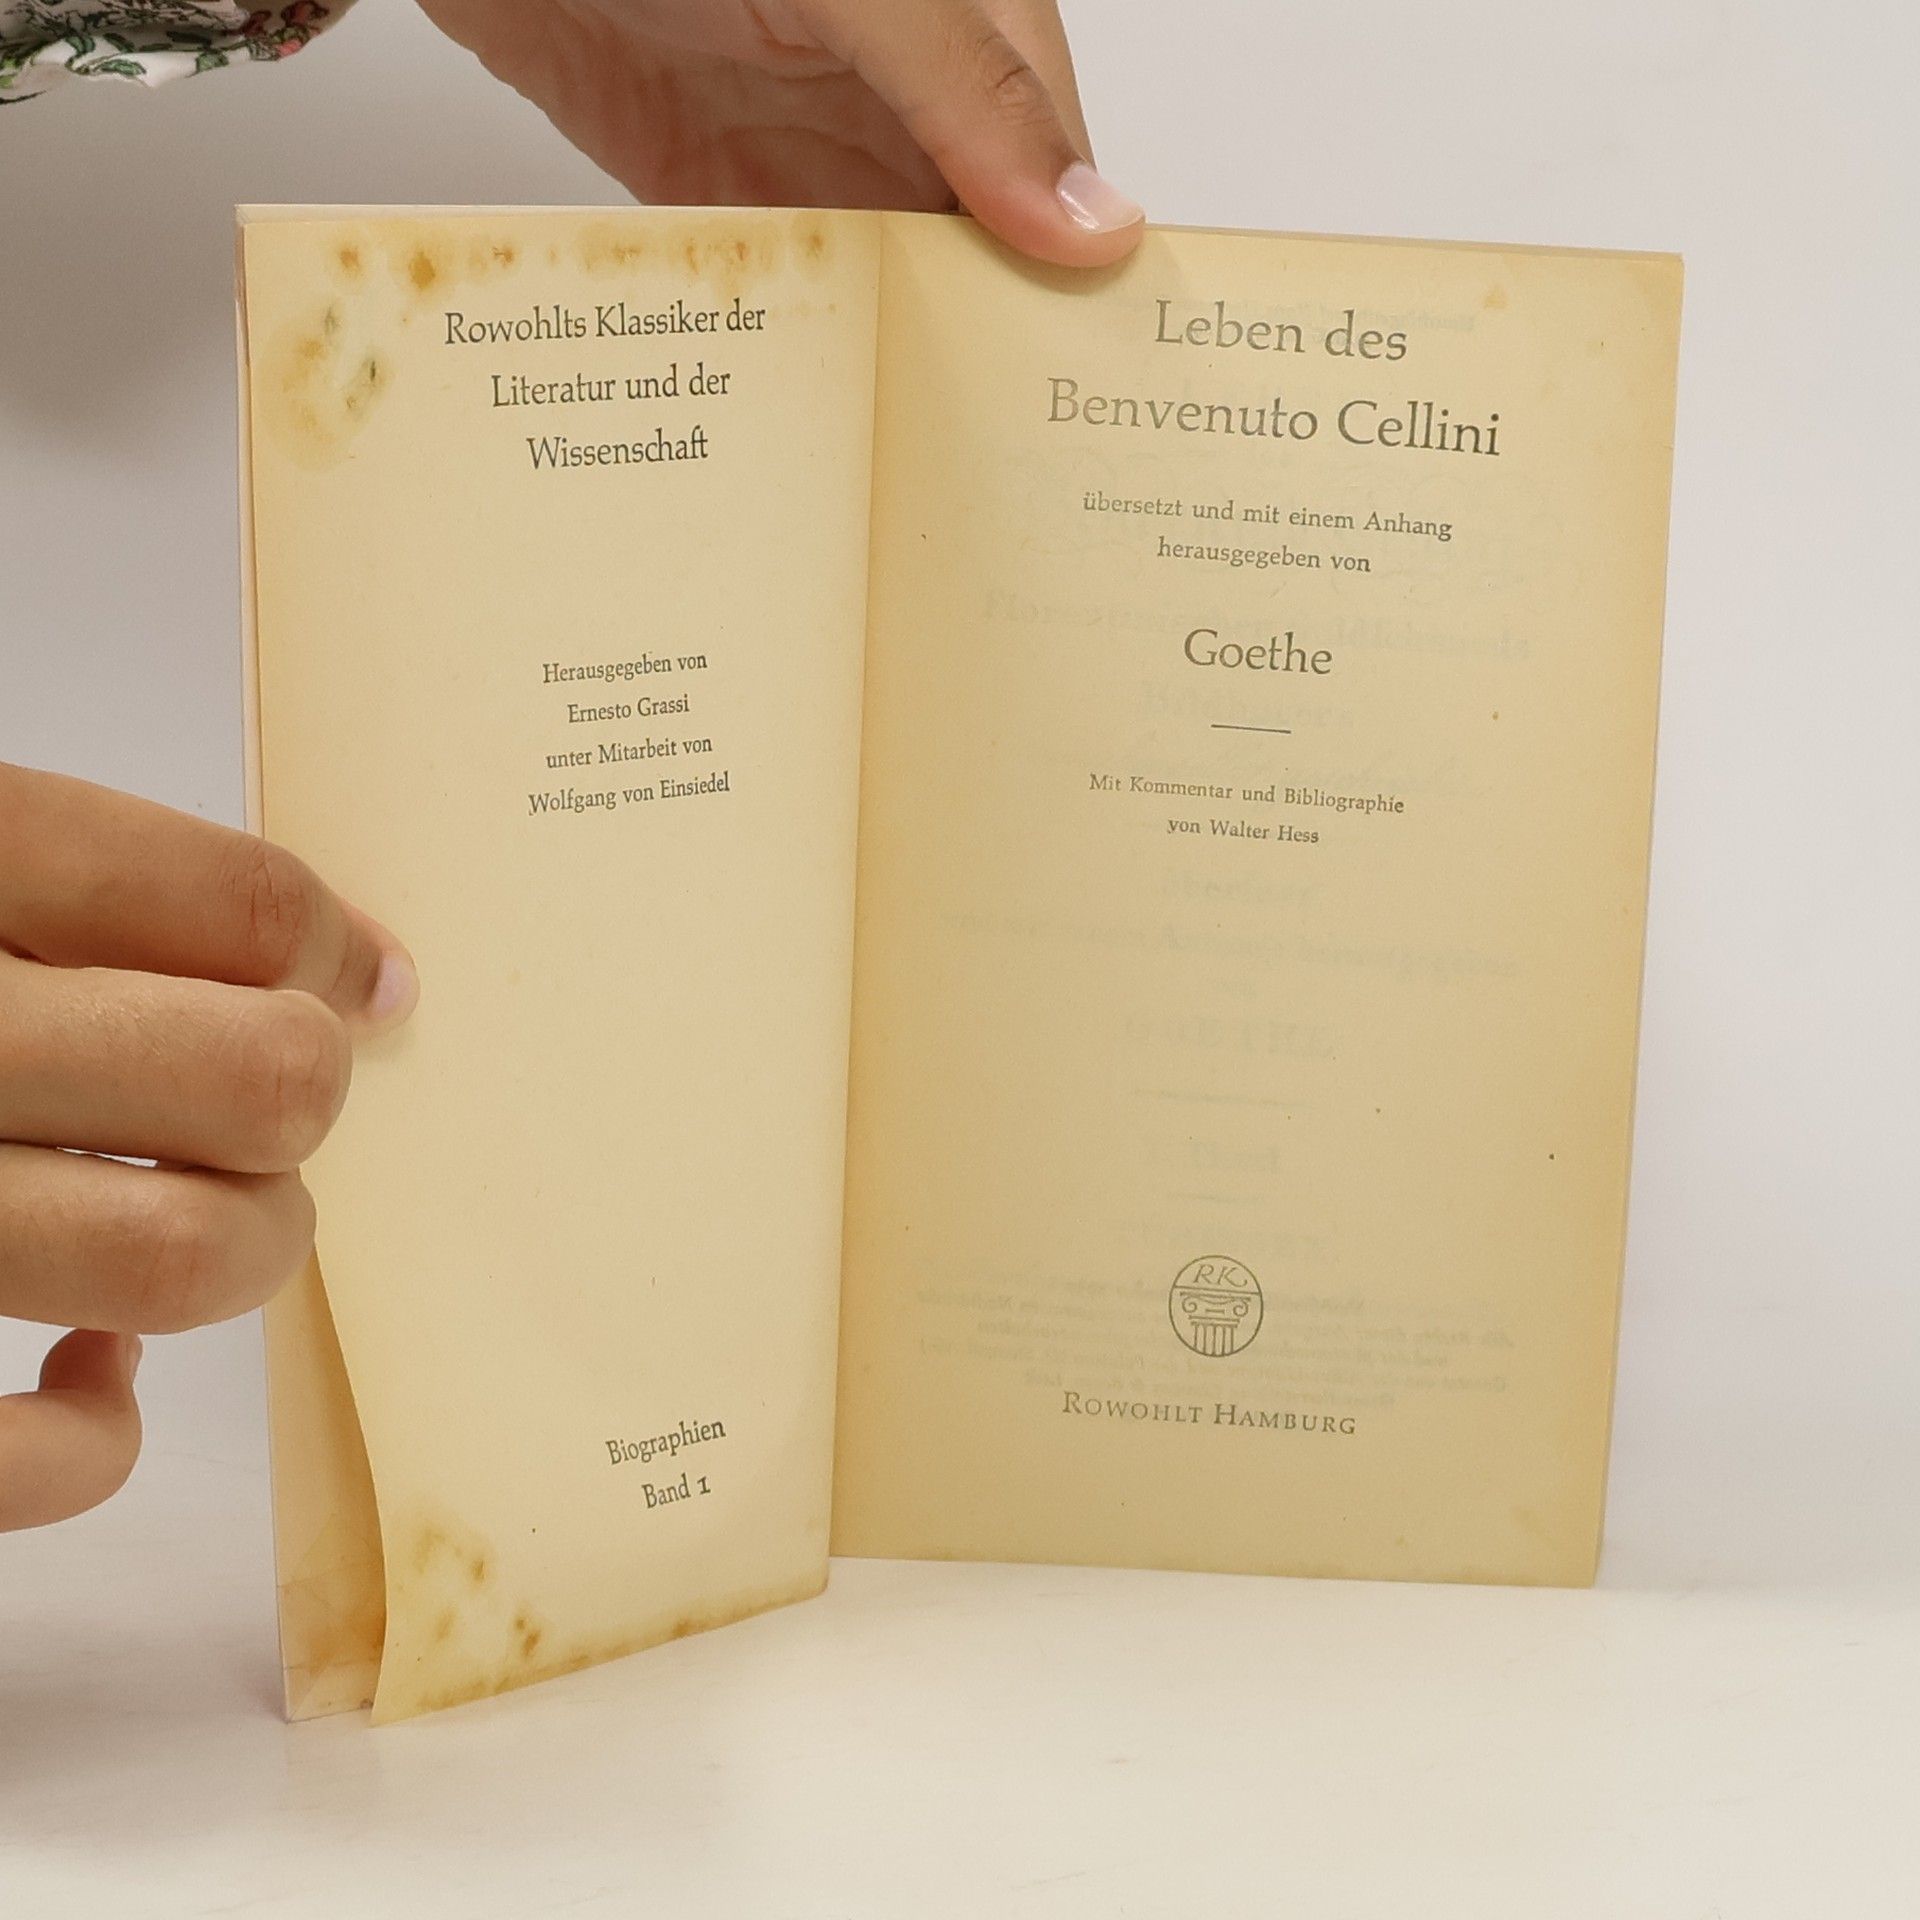 Rowohlts Klassiker der
Literatur und der
Wissenschaft
Herausgegeben von
Ernesto Grassi
unter Mitarbeit von
Wolfgang von Einsiedel
Biographien
Band 1
Leben des
Benvenuto Cellini
übersetzt und mit einem Anhang
herausgegeben von
Goethe
Mit Kommentar und Bibliographie
von Walter Hess
RK
Rowohlt Hamburg